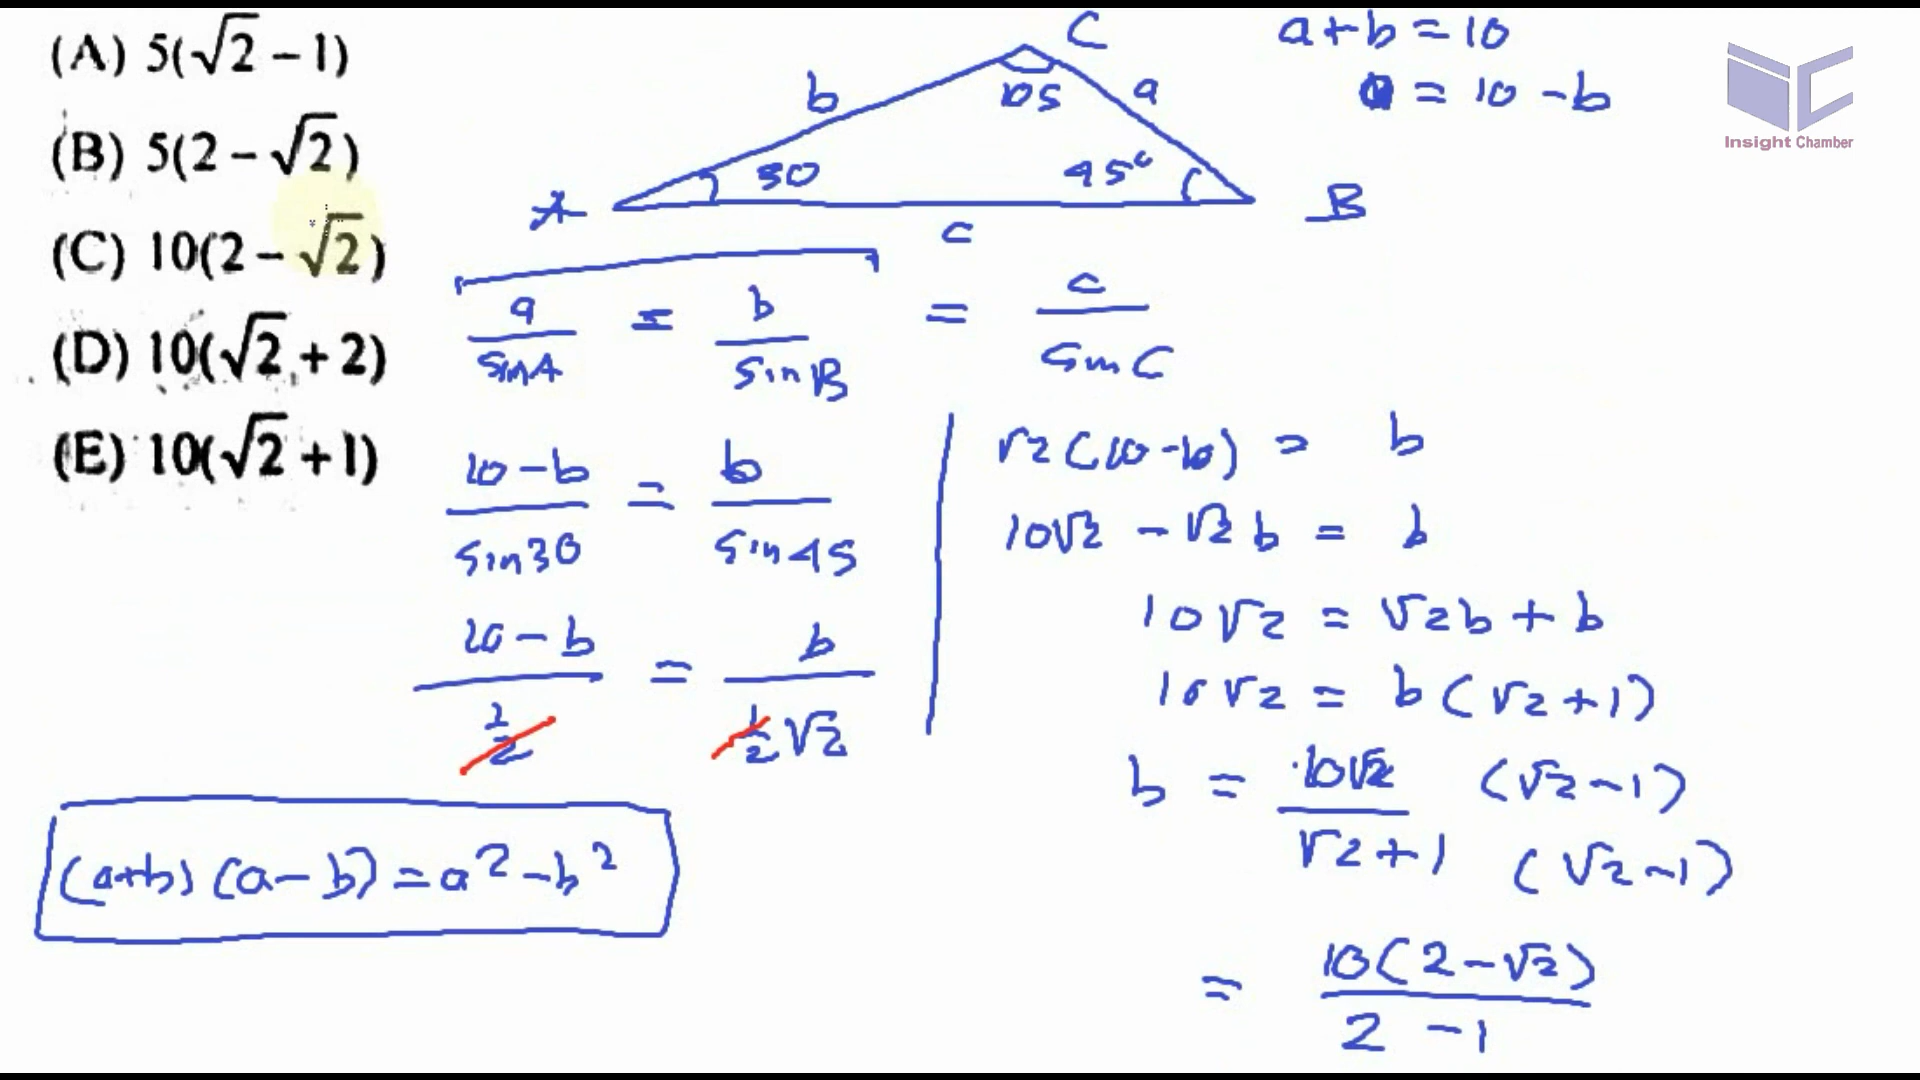 (A) 5(√2 − 1)
(B) 5(2 − √2)
(C) 10(2 − √2)
(D) 10(√2 + 2)
(E) 10(√2 + 1)
C
b
105
a
30
45°
A
B
c
a+b = 10
a = 10 - b
Insight Chamber
a/sinA = b/sinB = c/sinC
10-b/sin30 = b/sin45
10-b/½ = b/½√2
(a+b)(a-b) = a² - b²
√2(10-b) = b
10√2 - √2b = b
10√2 = √2b + b
10√2 = b(√2+1)
b = 10√2/√2+1 (√2-1)/(√2-1)
= 10(2-√2)/2-1